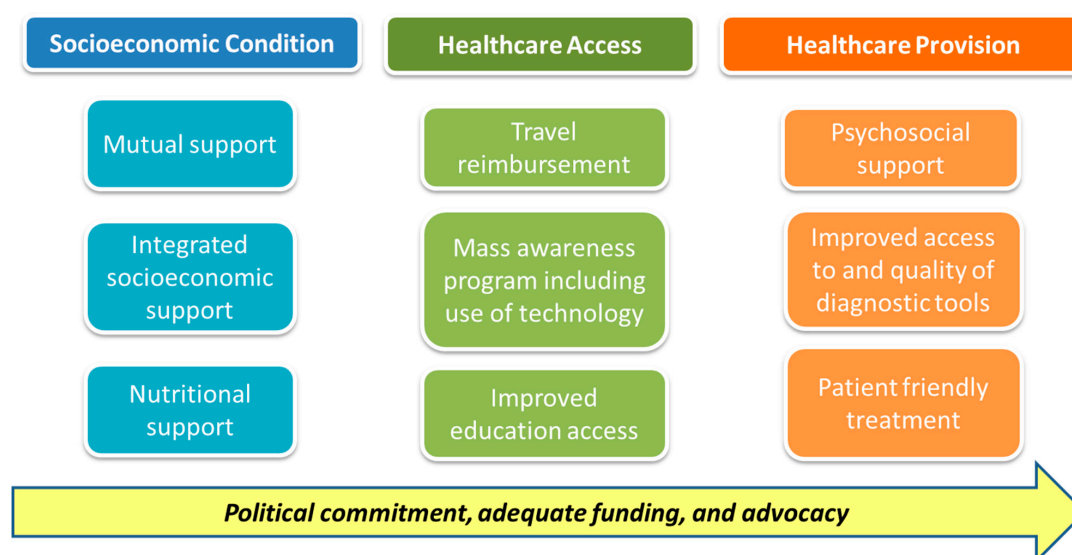 Socioeconomic Condition
Healthcare Access
Healthcare Provision
Mutual support
Integrated
socioeconomic
support
Nutritional
support
Travel
reimbursement
Mass awareness
program including
use of technology
Improved
education access
Psychosocial
support
Improved access
to and quality of
diagnostic tools
Patient friendly
treatment
Political commitment, adequate funding, and advocacy